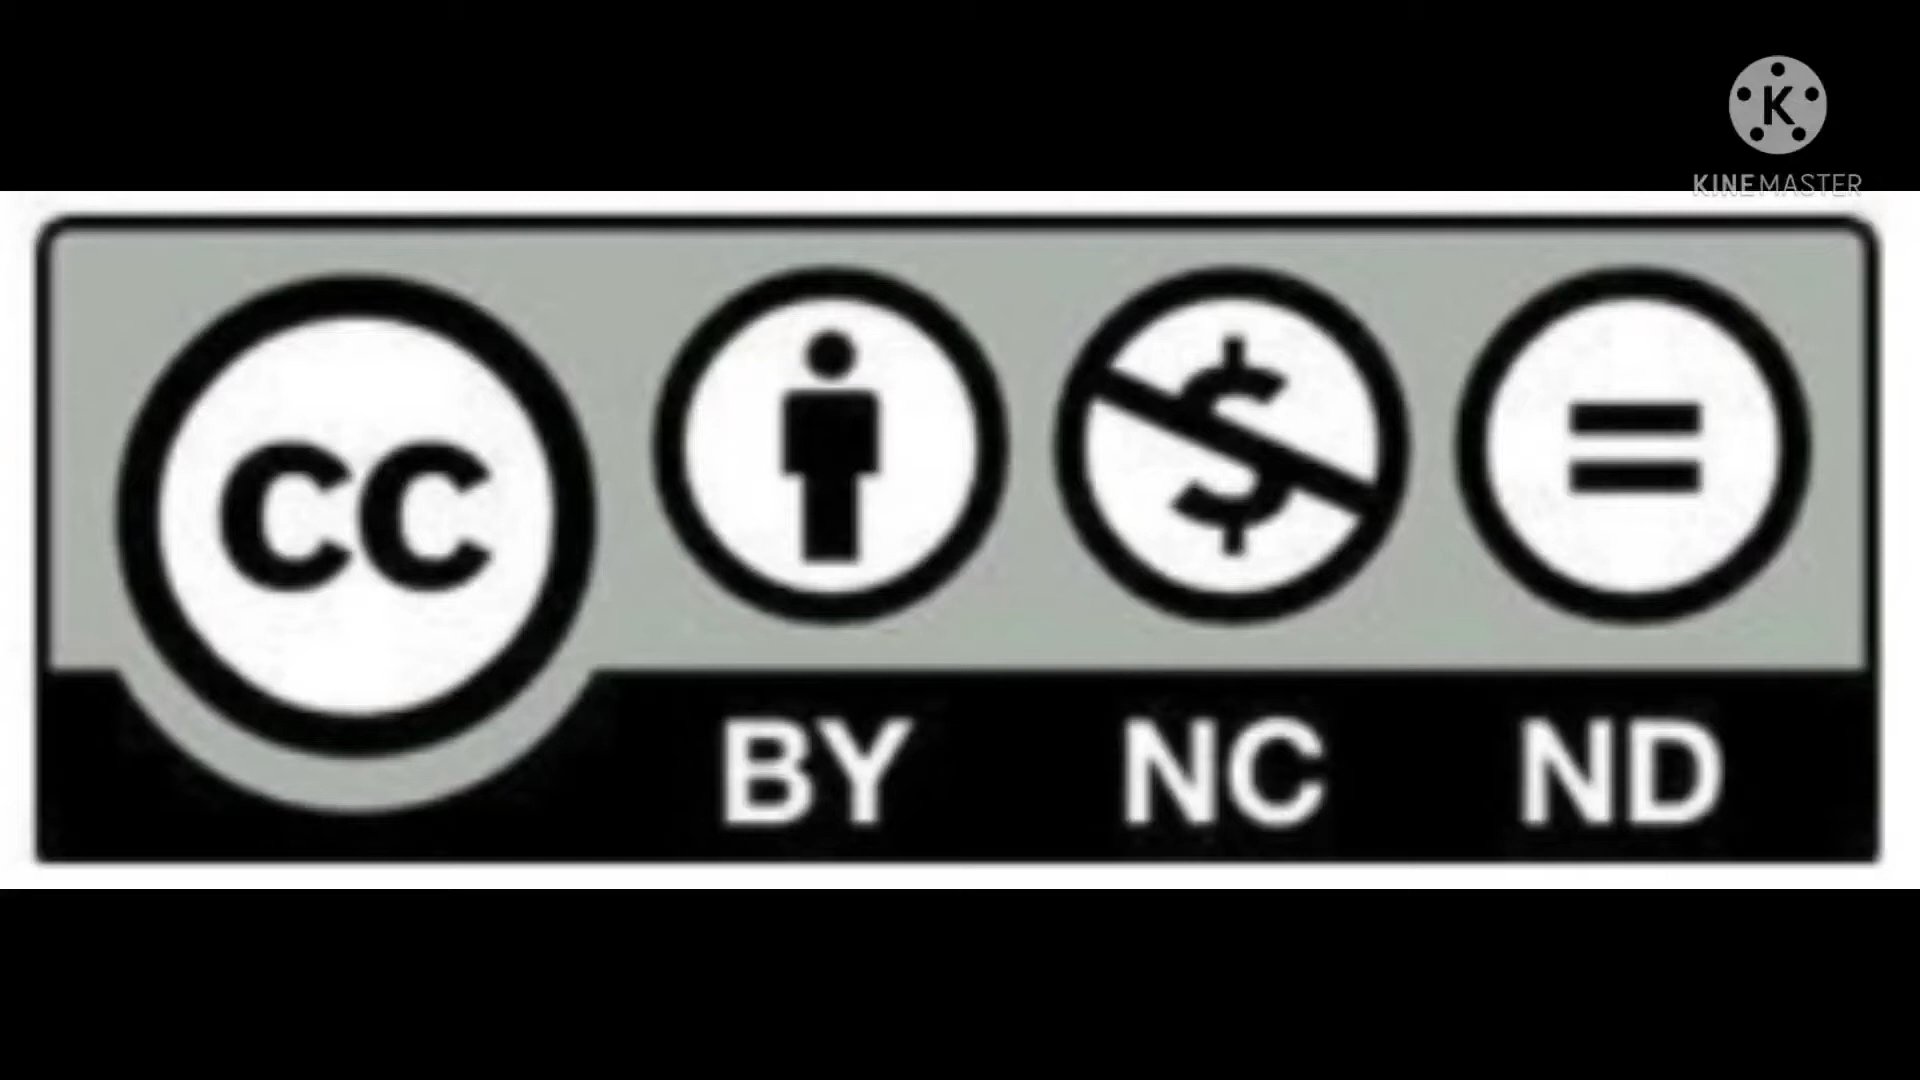 K
KINEMASTER
cc
$
=
BY NC ND